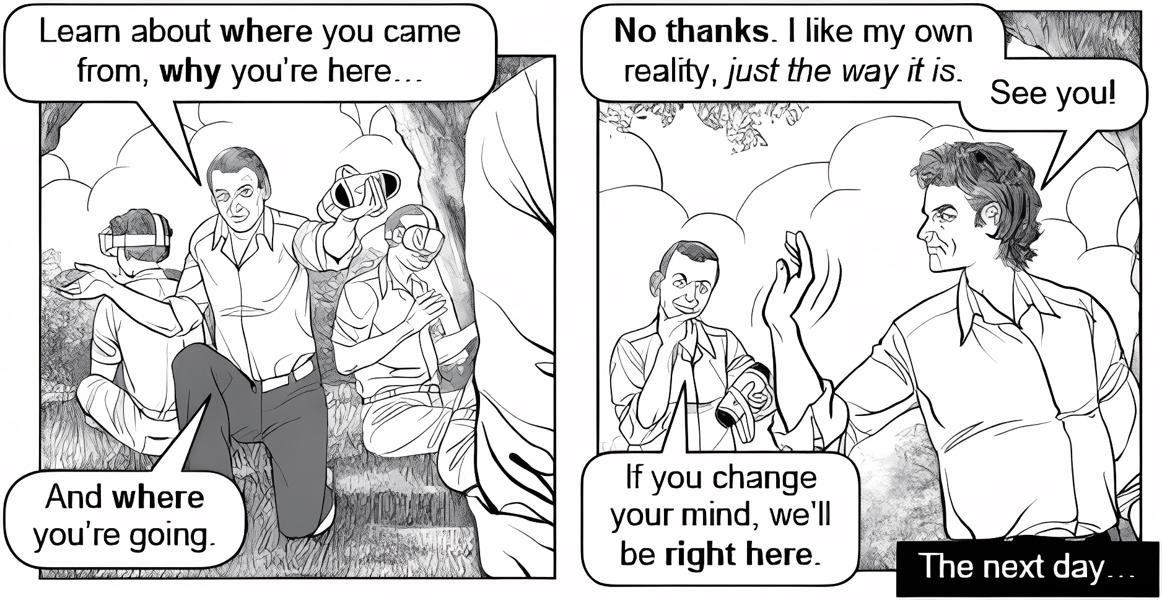 Learn about where you came
from, why you're here...
And where
you're going.
No thanks. I like my own
reality, just the way it is.
See you!
If you change
your mind, we'll
be right here.
The next day...